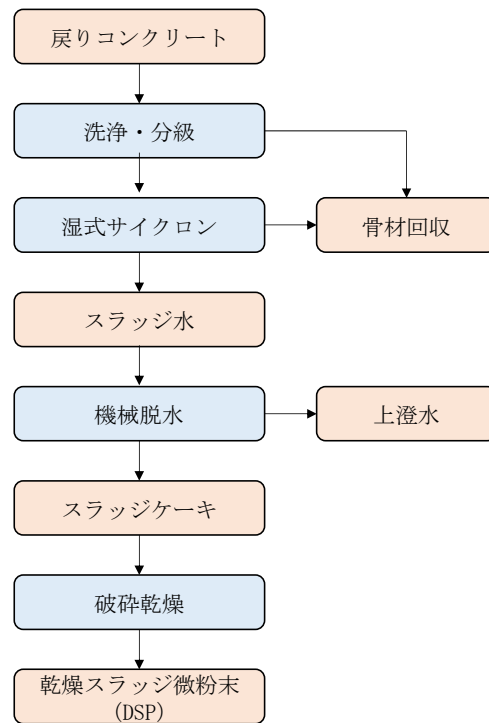 戻りコンクリート
洗浄・分級
湿式サイクロン
骨材回収
スラッジ水
機械脱水
上澄水
スラッジケーキ
破砕乾燥
乾燥スラッジ微粉末
(DSP)